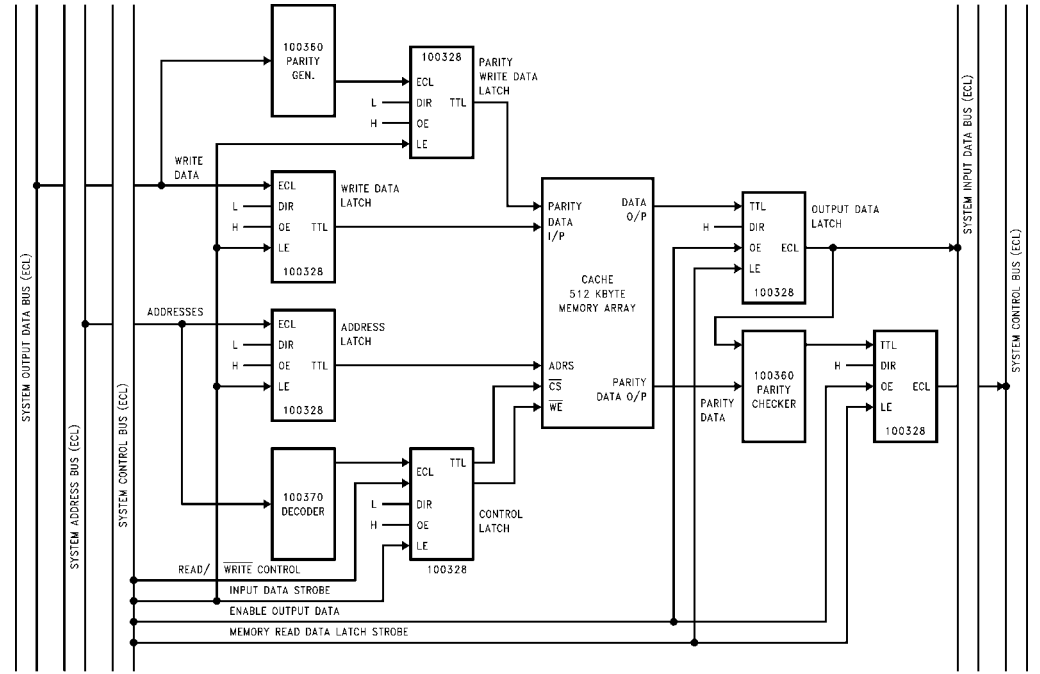 SYSTEM OUTPUT DATA BUS (ECL)
SYSTEM ADDRESS BUS (ECL)
SYSTEM CONTROL BUS (ECL)
100360
PARITY
GEN.
100328
ECL
L
DIR
TTL
H
OE
LE
PARITY
WRITE DATA
LATCH
WRITE
DATA
ECL
L
DIR
H
OE
TTL
LE
100328
WRITE DATA
LATCH
ADDRESSES
ECL
L
DIR
H
OE
TTL
LE
100328
ADDRESS
LATCH
100370
DECODER
ECL
TTL
L
DIR
H
OE
LE
100328
CONTROL
LATCH
READ/ WRITE CONTROL
INPUT DATA STROBE
ENABLE OUTPUT DATA
MEMORY READ DATA LATCH STROBE
PARITY
DATA
I/P
DATA
O/P
CACHE
512 KBYTE
MEMORY ARRAY
ADRS
CS
WE
PARITY
DATA O/P
TTL
H
DIR
OE
ECL
LE
100328
OUTPUT DATA
LATCH
PARITY
DATA
100360
PARITY
CHECKER
TTL
H
DIR
OE
ECL
LE
100328
SYSTEM INPUT DATA BUS (ECL)
SYSTEM CONTROL BUS (ECL)